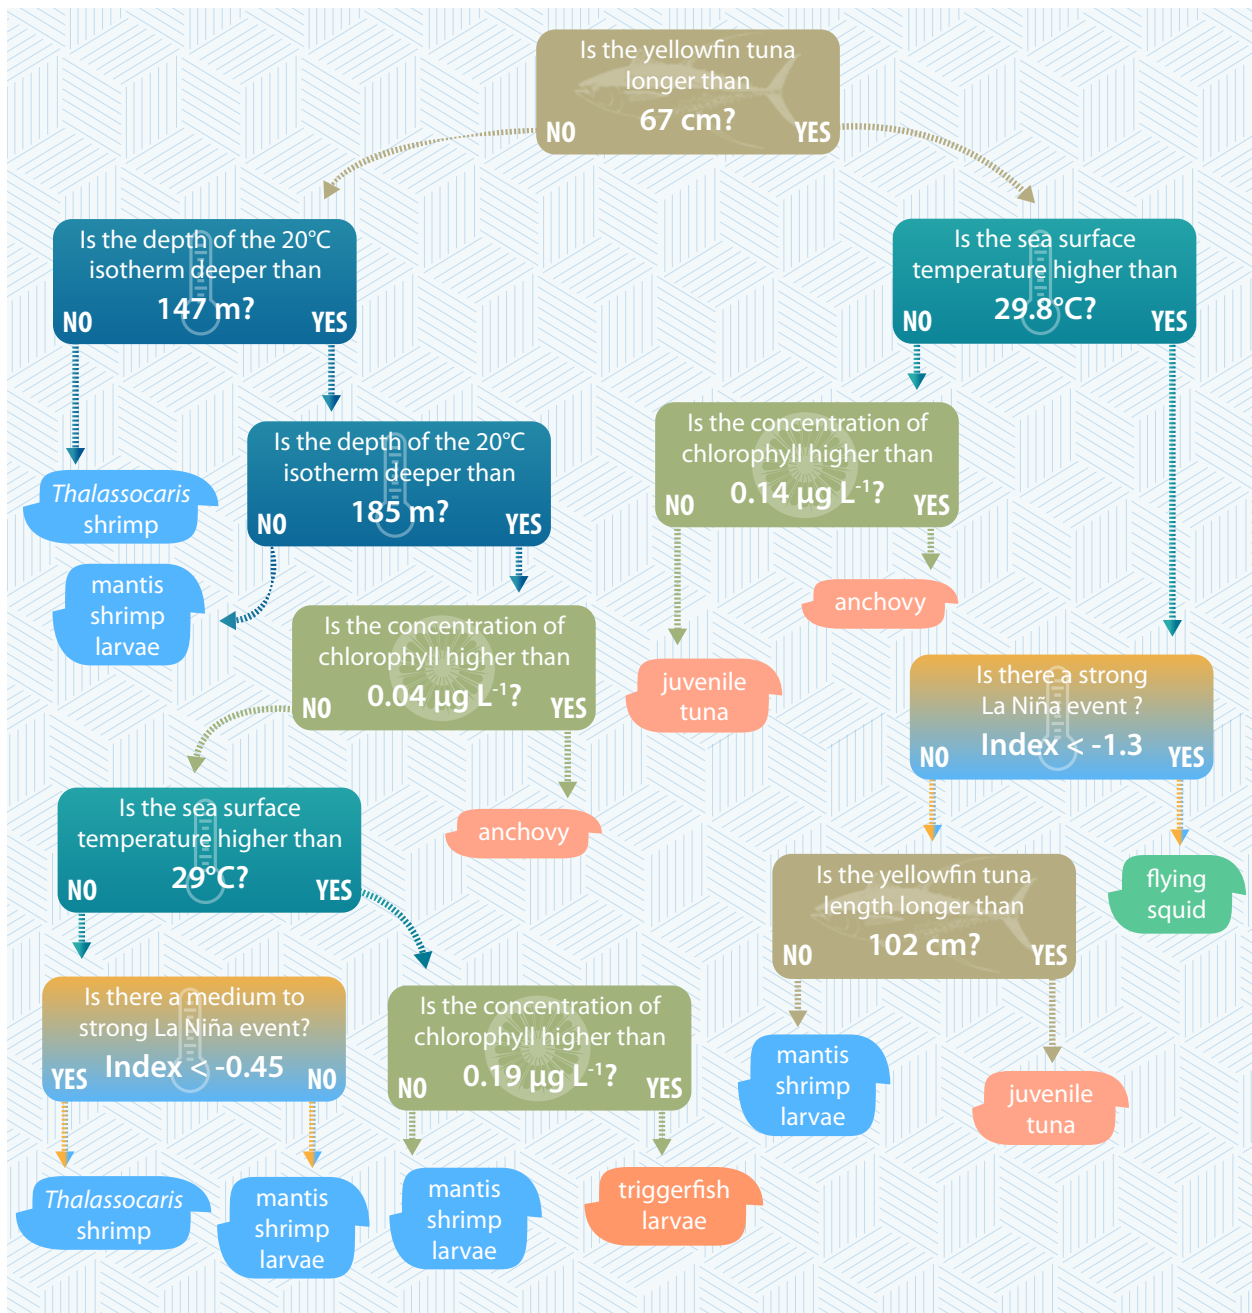 Is the yellowfin tuna
longer than
67 cm?
NO
YES
Is the depth of the 20°C
isotherm deeper than
147 m?
NO
YES
Is the sea surface
temperature higher than
29.8°C?
NO
YES
Is the concentration of
chlorophyll higher than
0.14 µg L⁻¹?
NO
YES
Is the depth of the 20°C
isotherm deeper than
185 m?
NO
YES
Thalassocaris
shrimp
mantis
shrimp
larvae
anchovy
Is the concentration of
chlorophyll higher than
0.04 µg L⁻¹?
NO
YES
juvenile
tuna
Is there a strong
La Niña event ?
Index < -1.3
NO
YES
Is the sea surface
temperature higher than
29°C?
NO
YES
anchovy
Is the yellowfin tuna
length longer than
102 cm?
NO
YES
flying
squid
Is there a medium to
strong La Niña event?
Index < -0.45
YES
NO
Is the concentration of
chlorophyll higher than
0.19 µg L⁻¹?
NO
YES
mantis
shrimp
larvae
juvenile
tuna
Thalassocaris
shrimp
mantis
shrimp
larvae
mantis
shrimp
larvae
triggerfish
larvae